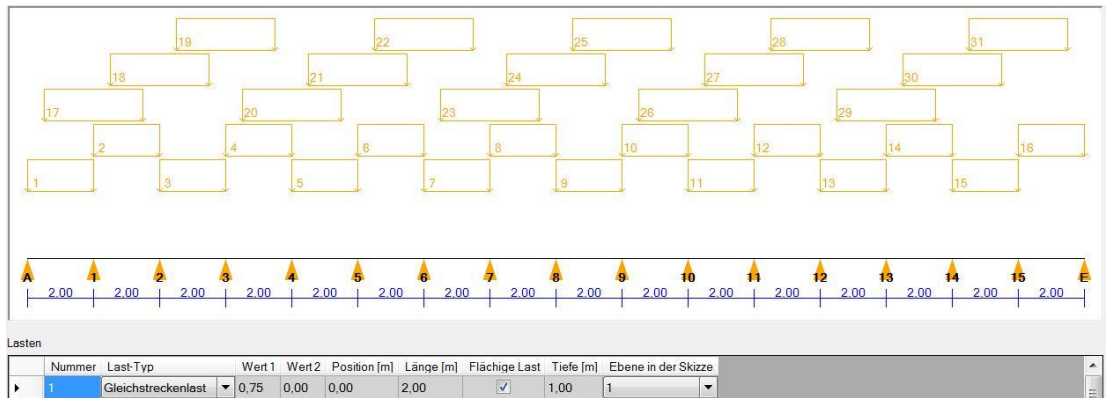 19 22 25 28 31
18 21 24 27 30
17 20 23 26 29
2 4 6 8 10 12 14 16
1 3 5 7 9 11 13 15
A 1 2 3 4 5 6 7 8 9 10 11 12 13 14 15 E
2,00 2,00 2,00 2,00 2,00 2,00 2,00 2,00 2,00 2,00 2,00 2,00 2,00 2,00 2,00 2,00
Lasten
Nummer Last-Typ Wert 1 Wert 2 Position [m] Länge [m] Flächige Last Tiefe [m] Ebene in der Skizze
1 Gleichstreckenlast 0,75 0,00 0,00 2,00 1,00 1